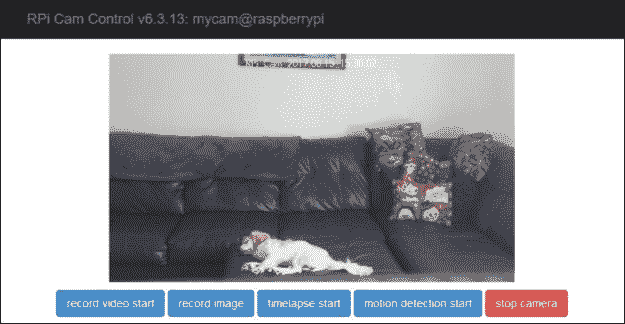 RPi Cam Control v6.3.13: mycam@raspberrypi
record video start
record image
timelapse start
motion detection start
stop camera